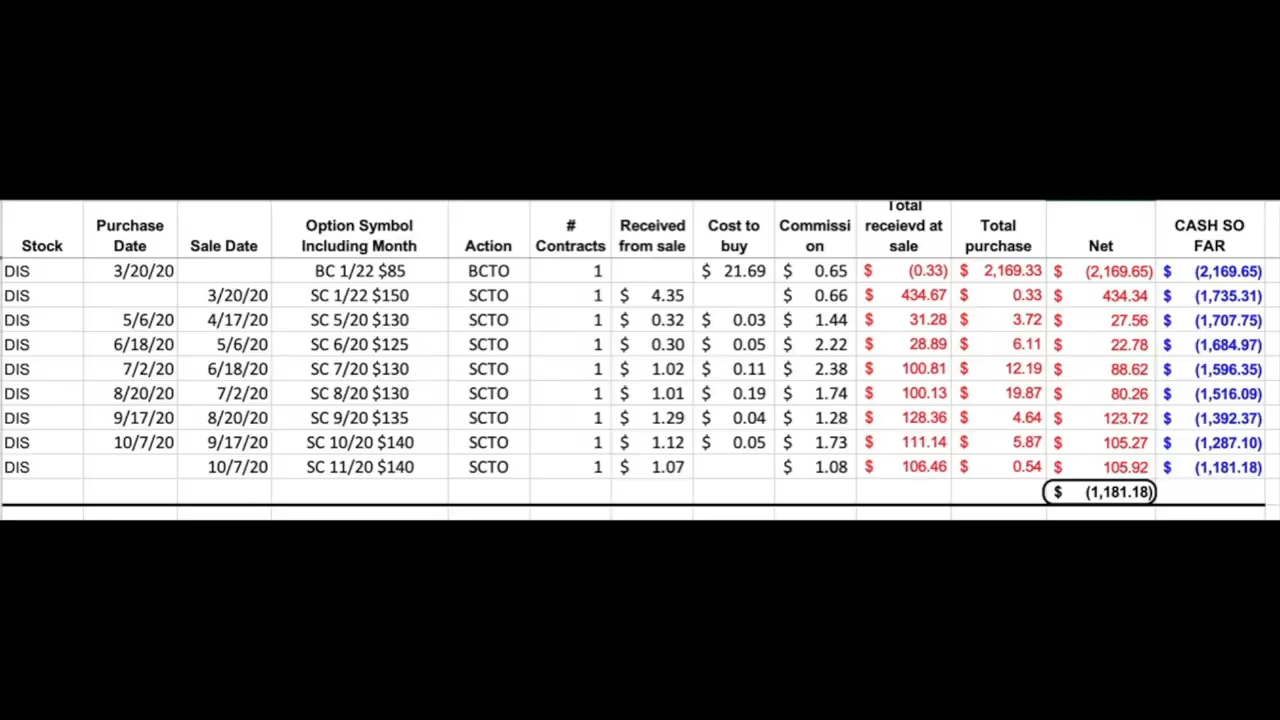 Stock Purchase Date Sale Date Option Symbol Including Month Action # Contracts Received from sale Cost to buy Commissi on Total receievd at sale Total purchase Net CASH SO FAR
DIS 3/20/20 BC 1/22 $85 BCTO 1 $ 21.69 $ 0.65 $ (0.33) $ 2,169.33 $ (2,169.65) $ (2,169.65)
DIS 3/20/20 SC 1/22 $150 SCTO 1 $ 4.35 $ 0.66 $ 434.67 $ 0.33 $ 434.34 $ (1,735.31)
DIS 5/6/20 4/17/20 SC 5/20 $130 SCTO 1 $ 0.32 $ 0.03 $ 1.44 $ 31.28 $ 3.72 $ 27.56 $ (1,707.75)
DIS 6/18/20 5/6/20 SC 6/20 $125 SCTO 1 $ 0.30 $ 0.05 $ 2.22 $ 28.89 $ 6.11 $ 22.78 $ (1,684.97)
DIS 7/2/20 6/18/20 SC 7/20 $130 SCTO 1 $ 1.02 $ 0.11 $ 2.38 $ 100.81 $ 12.19 $ 88.62 $ (1,596.35)
DIS 8/20/20 7/2/20 SC 8/20 $130 SCTO 1 $ 1.01 $ 0.19 $ 1.74 $ 100.13 $ 19.87 $ 80.26 $ (1,516.09)
DIS 9/17/20 8/20/20 SC 9/20 $135 SCTO 1 $ 1.29 $ 0.04 $ 1.28 $ 128.36 $ 4.64 $ 123.72 $ (1,392.37)
DIS 10/7/20 9/17/20 SC 10/20 $140 SCTO 1 $ 1.12 $ 0.05 $ 1.73 $ 111.14 $ 5.87 $ 105.27 $ (1,287.10)
DIS 10/7/20 SC 11/20 $140 SCTO 1 $ 1.07 $ 1.08 $ 106.46 $ 0.54 $ 105.92 $ (1,181.18)
$ (1,181.18)